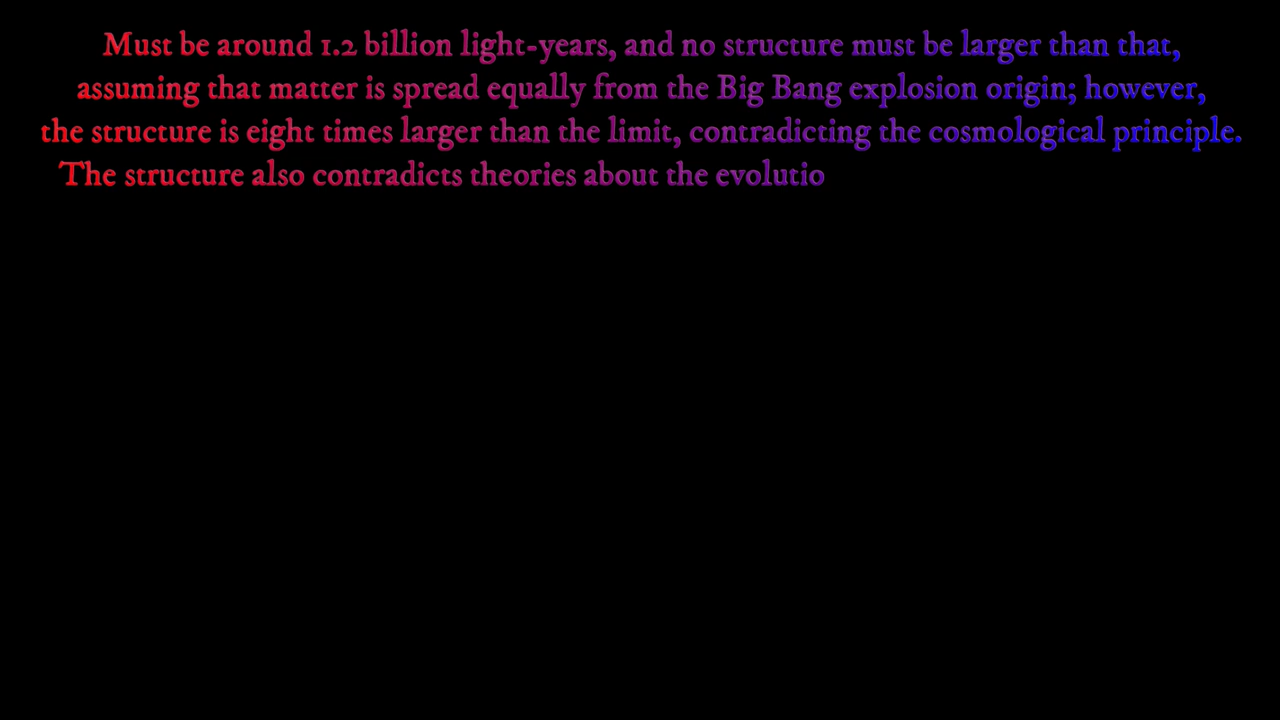 Must be around 1.2 billion light-years, and no structure must be larger than that,
assuming that matter is spread equally from the Big Bang explosion origin; however,
the structure is eight times larger than the limit, contradicting the cosmological principle.
The structure also contradicts theories about the evolutio